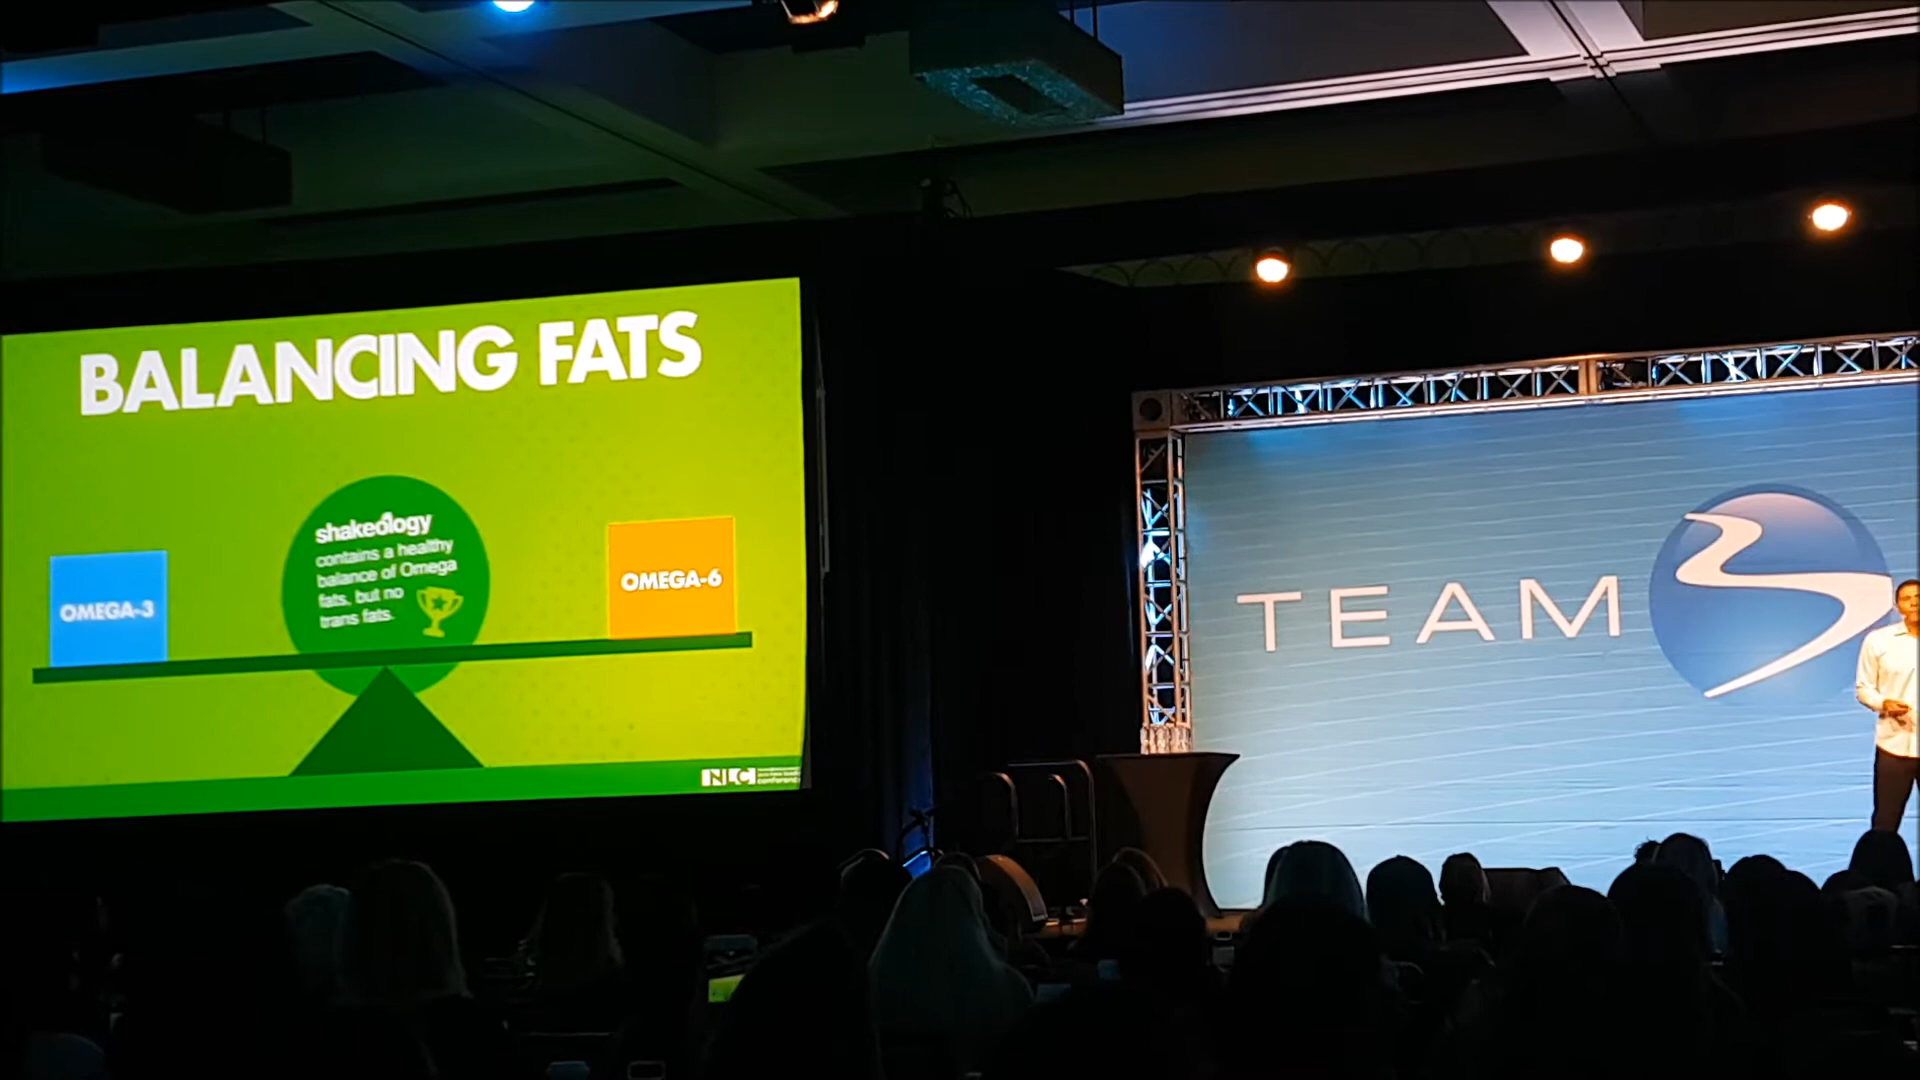 BALANCING FATS
OMEGA-3
shakeology
contains a healthy
balance of Omega
fats, but no
trans fats.
OMEGA-6
NLC
conference
TEAM